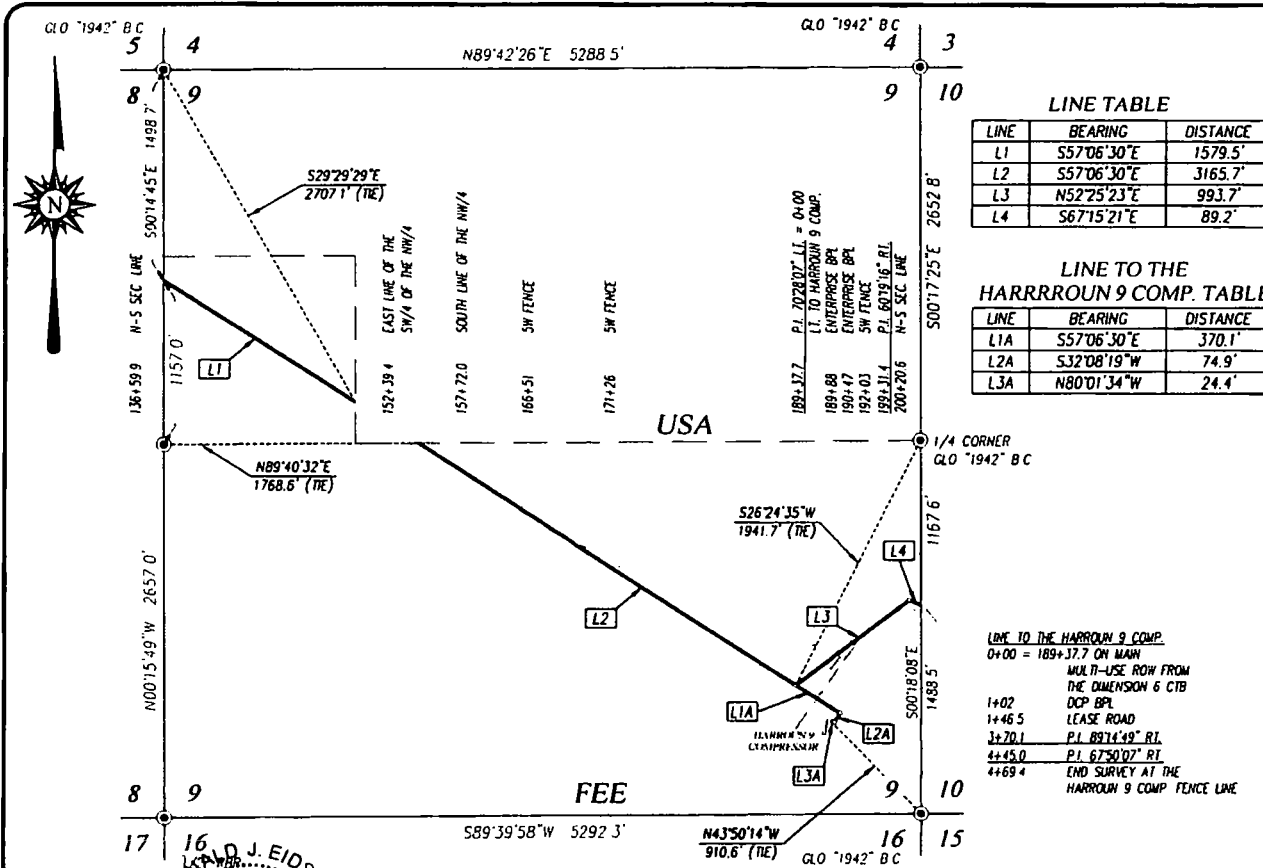 GLO "1942" B C
GLO "1942" B C
5 4
4 3
N89°42'26"E 5288 5'
8 9
9 10
S00°14'45"E 1498 7'
1157 0'
S29°29'29"E
2707 1' (TIE)
N
L1
136+59.9 N-S SEC LINE
152+39 4 EAST LINE OF THE
SW/4 OF THE NW/4
157+72.0 SOUTH LINE OF THE NW/4
166+51 5W FENCE
171+26 5W FENCE
189+37.7 P.I. 70°28'07" LT. = 0+00
LT. TO HARROUN 9 COMP.
189+88 ENTERPRISE BPL
190+47 ENTERPRISE BPL
192+03 5W FENCE
199+31.4 P.I. 60°19'16" RT.
200+20.6 N-S SEC LINE
S00°17'25"E 2652 8'
LINE TABLE
LINE BEARING DISTANCE
L1 S57°06'30"E 1579.5'
L2 S57°06'30"E 3165.7'
L3 N52°25'23"E 993.7'
L4 S67°15'21"E 89.2'
LINE TO THE
HARRRROUN 9 COMP. TABLE
LINE BEARING DISTANCE
L1A S57°06'30"E 370.1'
L2A S32°08'19"W 74.9'
L3A N80°01'34"W 24.4'
USA
1/4 CORNER
GLO "1942" B C
N89°40'32"E
1768.6' (TIE)
S26°24'35"W
1941.7' (TIE)
1167 6'
L4
L3
L2
N00°15'49"W 2657 0'
S00°18'08"E
1488.5'
L1A
L2A
HARROUN 9
COMPRESSOR
L3A
LINE TO THE HARROUN 9 COMP.
0+00 = 189+37.7 ON MAIN
MULTI-USE ROW FROM
THE DIMENSION 6 CTB
1+02 DCP BPL
1+46 5 LEASE ROAD
3+70.1 P.I. 89°14'49" RT.
4+45.0 P.I. 67°50'07" RT
4+69 4 END SURVEY AT THE
HARROUN 9 COMP FENCE LINE
8 9
FEE
9 10
17 16
S89°39'58"W 5292 3'
N43°50'14"W
910.6' (TIE)
16 15
GLO "1942" B C
J. EID